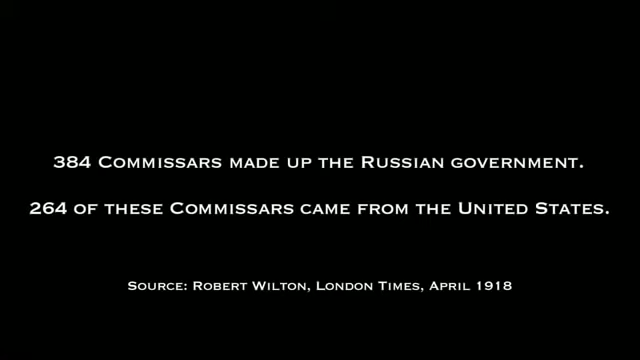 384 Commissars made up the Russian government.
264 of these Commissars came from the United States.
Source: Robert Wilton, London Times, April 1918